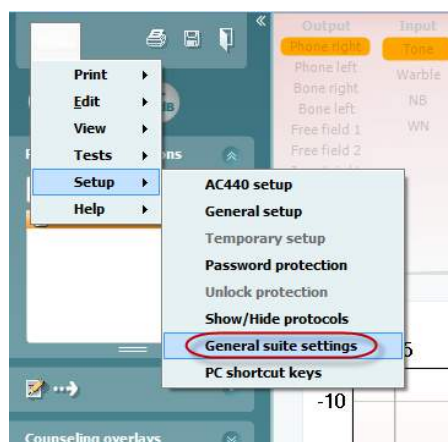 Output Input
Phone right Tone
Phone left Warble
Bone right NB
Bone left WN
Free field 1
Free field 2
Print
Edit
View
Tests
Setup
Help
AC440 setup
General setup
Temporary setup
Password protection
Unlock protection
Show/Hide protocols
General suite settings
PC shortcut keys
5
-10
Counseling overlays